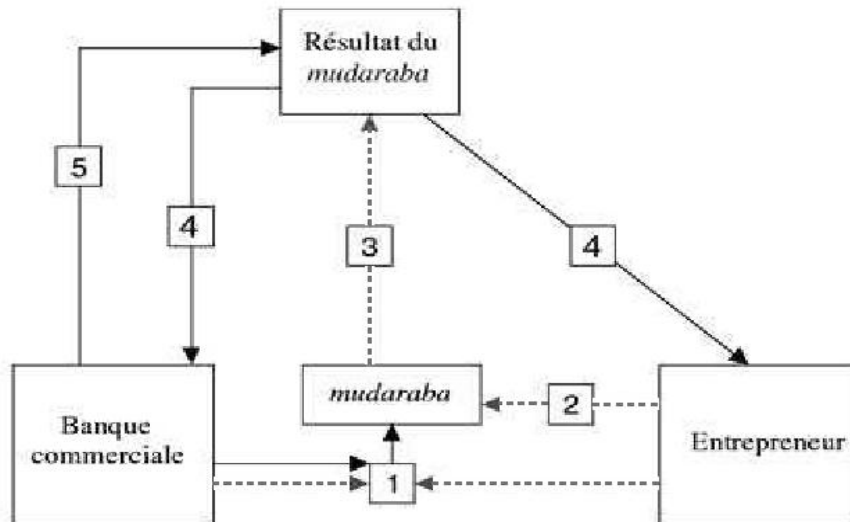 Résultat du
mudaraba
5
4
3
4
mudaraba
2
Banque
commerciale
Entrepreneur
1